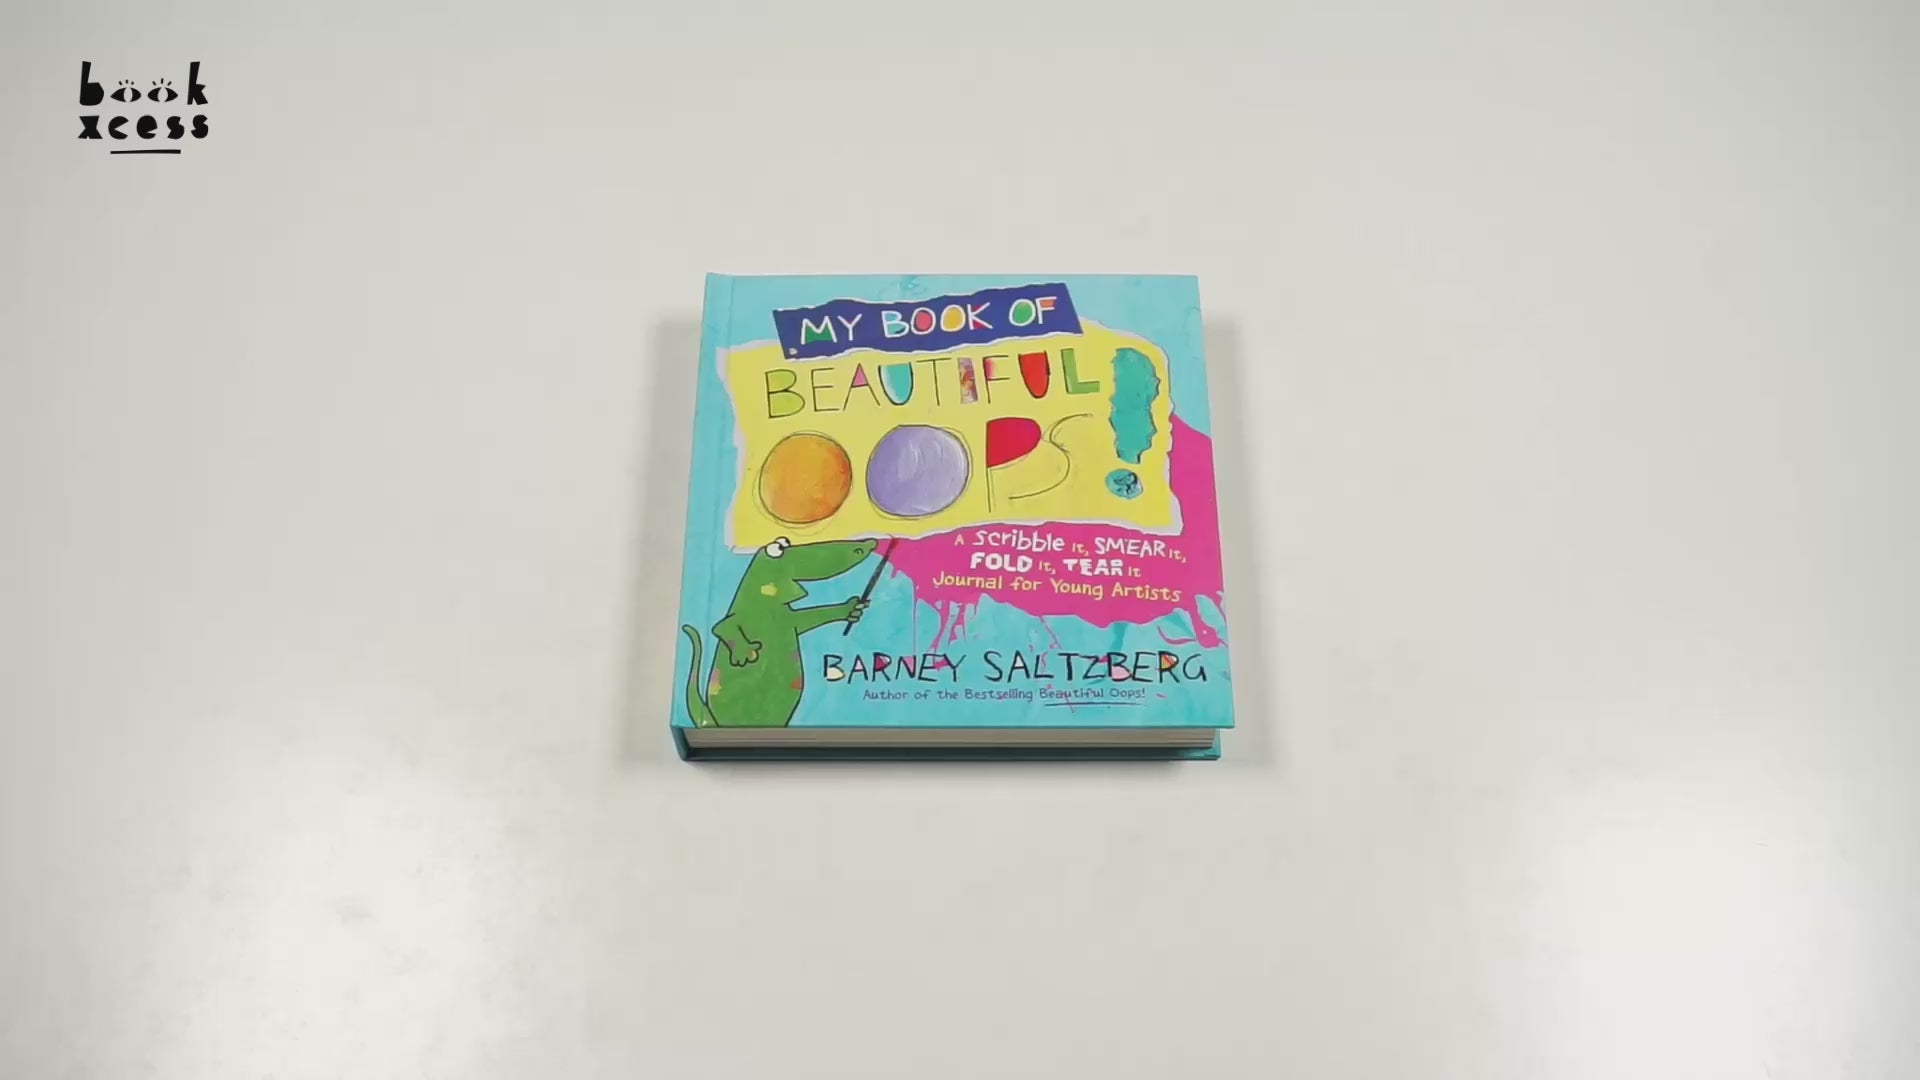 book
xcess
MY BOOK OF
BEAUTIFUL
OOPS!
A Scribble it, SMEAR it,
FOLD it, TEAR it
Journal for Young Artists
BARNEY SALTZBERG
Author of the Bestselling Beautiful Oops!